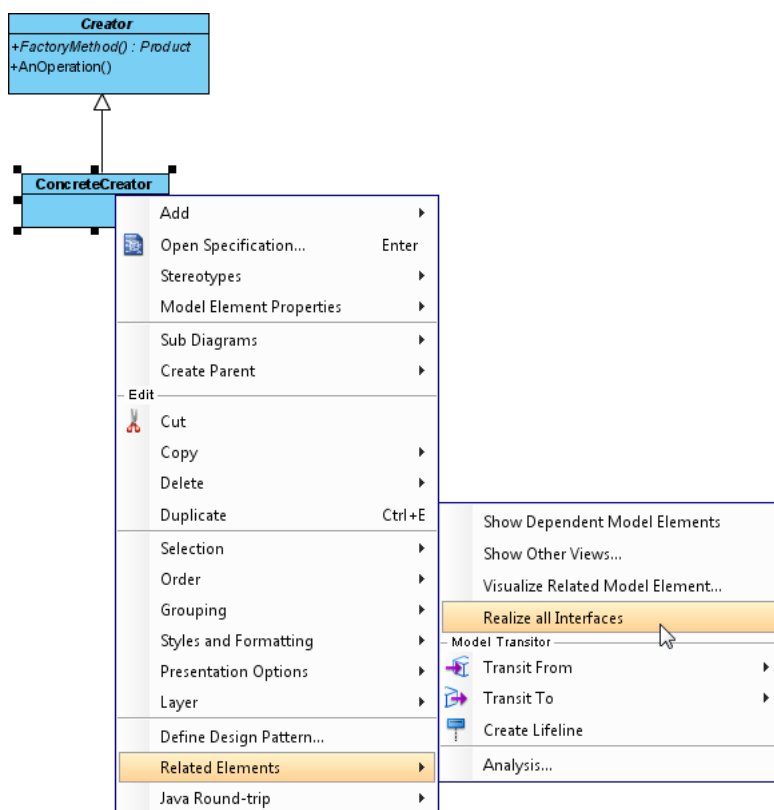 Creator
+FactoryMethod() : Product
+AnOperation()
ConcreteCreator
Add
Open Specification... Enter
Stereotypes
Model Element Properties
Sub Diagrams
Create Parent
Edit
Cut
Copy
Delete
Duplicate Ctrl+E
Selection
Order
Grouping
Styles and Formatting
Presentation Options
Layer
Define Design Pattern...
Related Elements
Java Round-trip
Show Dependent Model Elements
Show Other Views...
Visualize Related Model Element...
Realize all Interfaces
Model Transitor
Transit From
Transit To
Create Lifeline
Analysis...